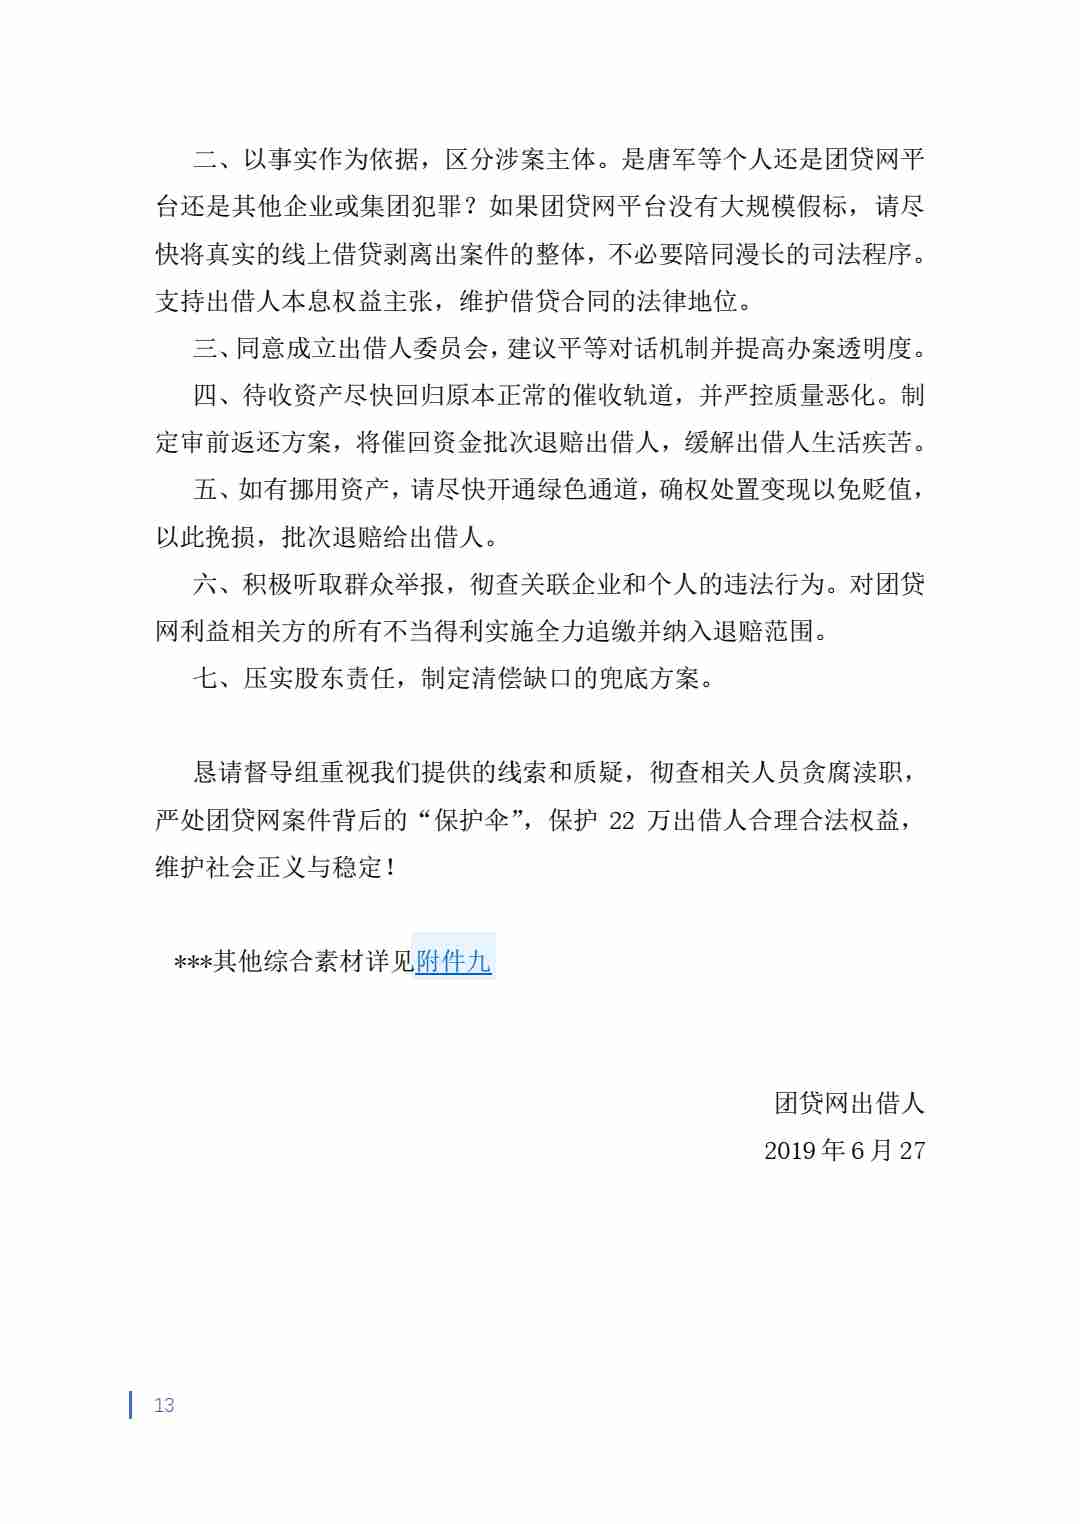 二、以事实作为依据，区分涉案主体。是唐军等个人还是团贷网平
台还是其他企业或集团犯罪？如果团贷网平台没有大规模假标，请尽
快将真实的线上借贷剥离出案件的整体，不必要陪同漫长的司法程序。
支持出借人本息权益主张，维护借贷合同的法律地位。
三、同意成立出借人委员会，建议平等对话机制并提高办案透明度。
四、待收资产尽快回归原本正常的催收轨道，并严控质量恶化。制
定审前返还方案，将催回资金批次退赔出借人，缓解出借人生活疾苦。
五、如有挪用资产，请尽快开通绿色通道，确权处置变现以免贬值，
以此挽损，批次退赔给出借人。
六、积极听取群众举报，彻查关联企业和个人的违法行为。对团贷
网利益相关方的所有不当得利实施全力追缴并纳入退赔范围。
七、压实股东责任，制定清偿缺口的兜底方案。
恳请督导组重视我们提供的线索和质疑，彻查相关人员贪腐渎职，
严处团贷网案件背后的“保护伞”，保护 22 万出借人合理合法权益，
维护社会正义与稳定！
***其他综合素材详见附件九
团贷网出借人
2019 年 6 月 27
13